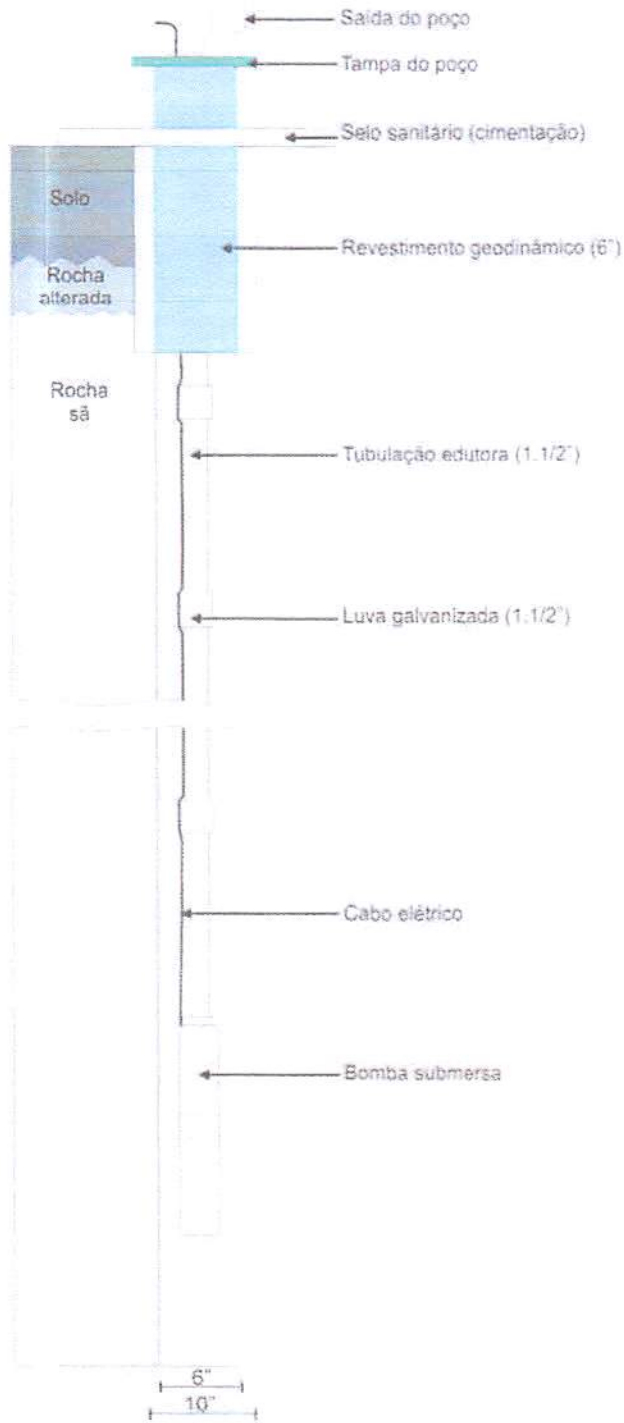 Saída do poço
Tampa do poço
Selo sanitário (cimentação)
Solo
Revestimento geodinâmico (6")
Rocha
alterada
Rocha
sã
Tubulação edutora (1.1/2")
Luva galvanizada (1.1/2")
Cabo elétrico
Bomba submersa
6"
10"